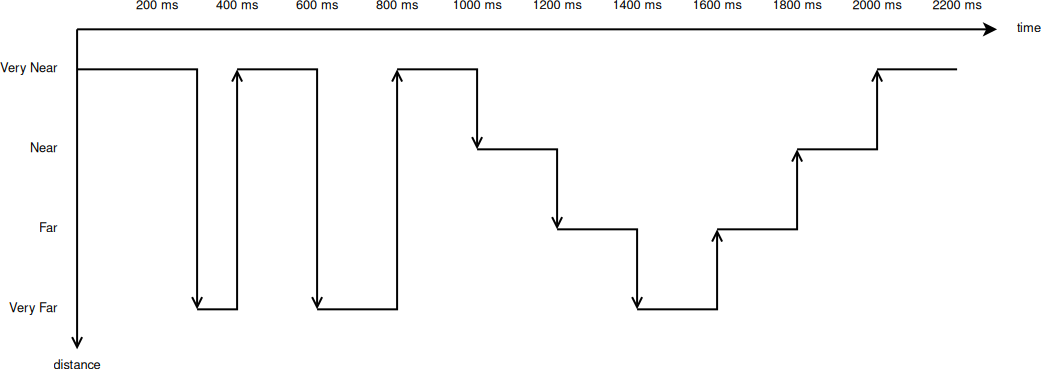 200 ms 400 ms 600 ms 800 ms 1000 ms 1200 ms 1400 ms 1600 ms 1800 ms 2000 ms 2200 ms
time
Very Near
Near
Far
Very Far
distance